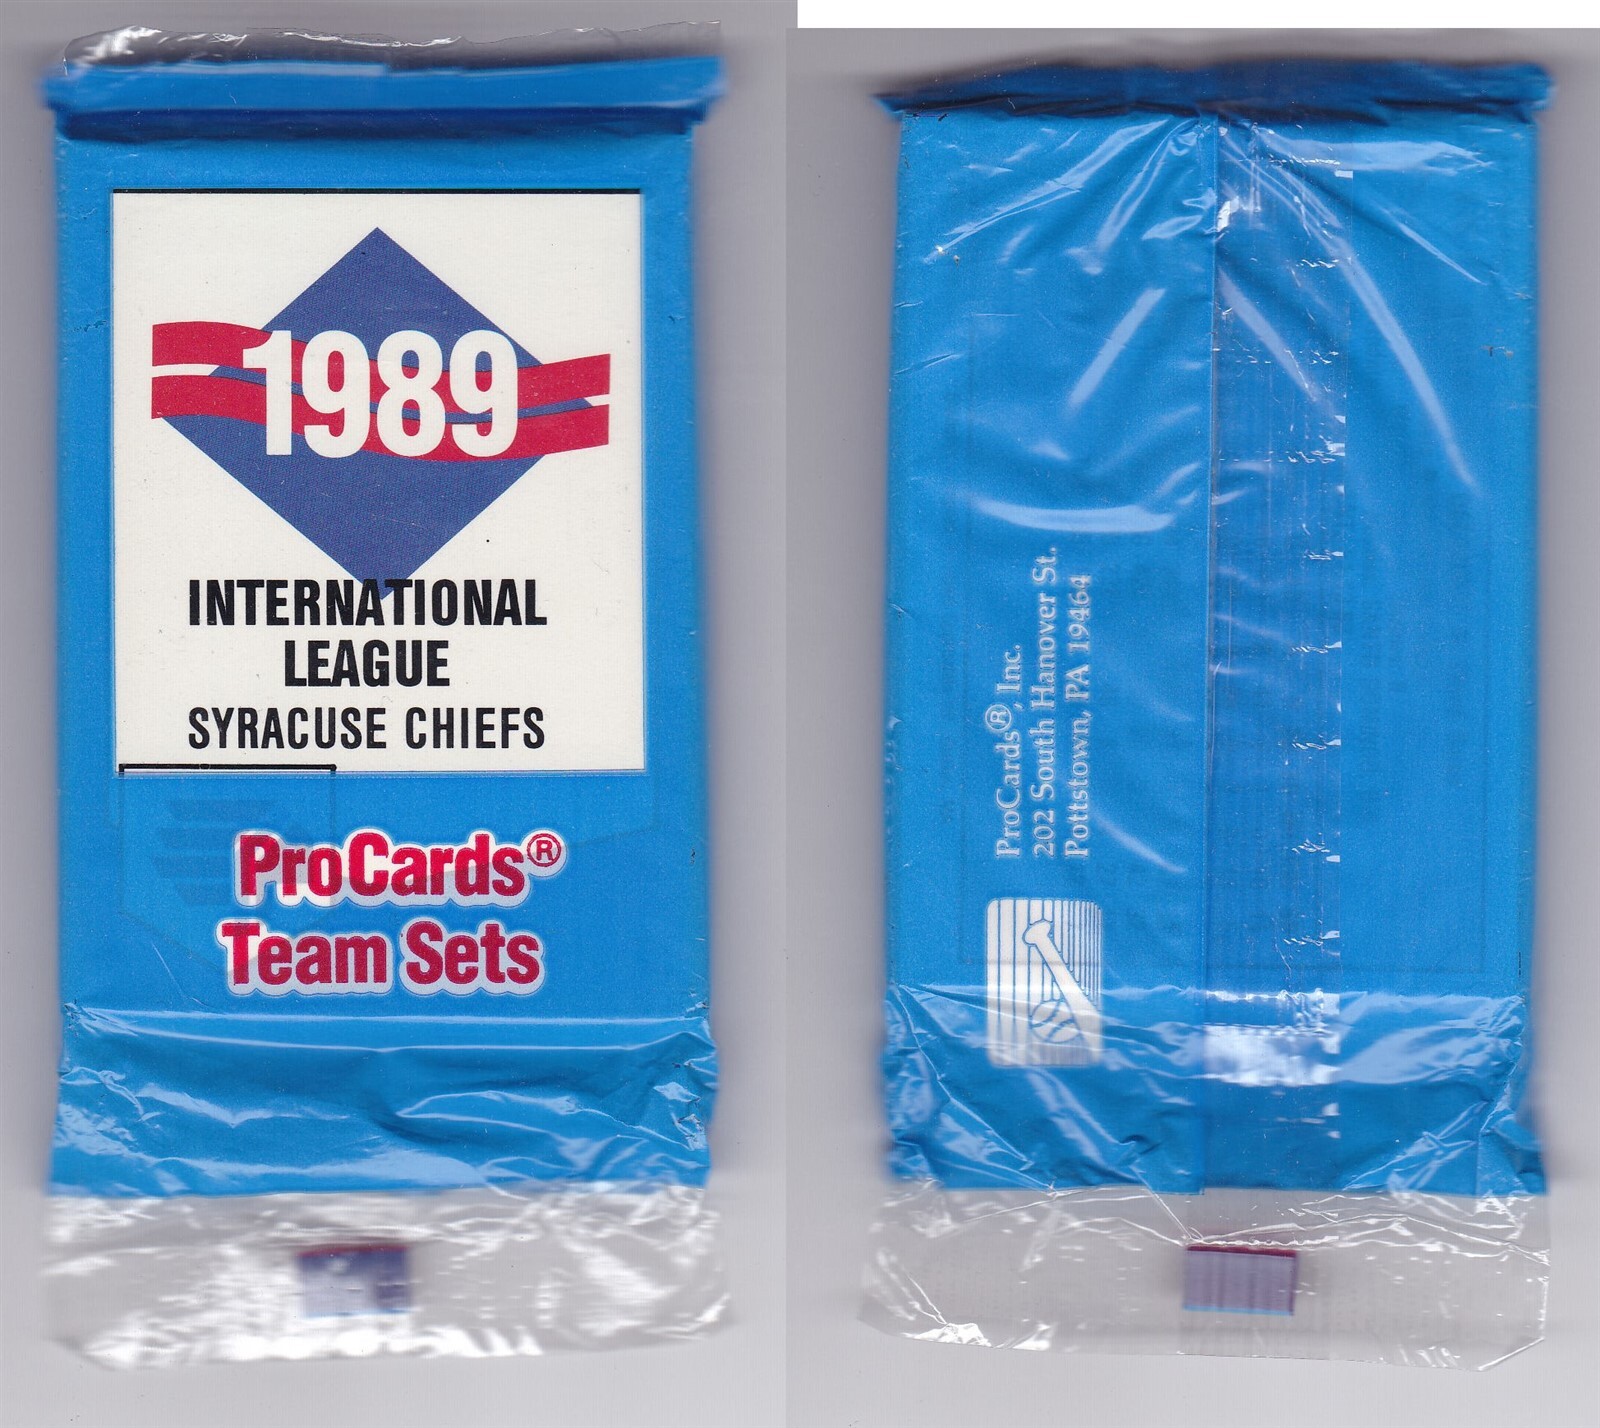 1989
INTERNATIONAL
LEAGUE
SYRACUSE CHIEFS
ProCards®
Team Sets
ProCards®, Inc.
202 South Hanover St.
Pottstown, PA 19464